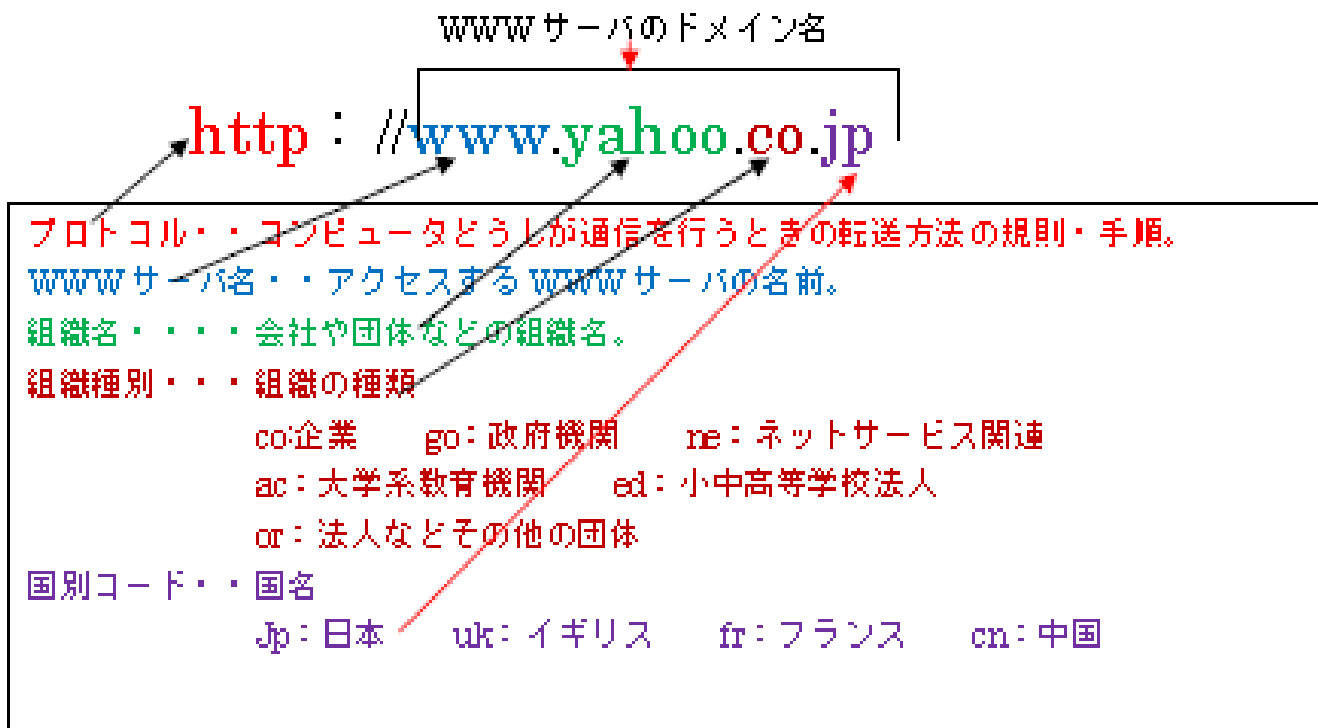 WWWサーバのドメイン名
http：//www.yahoo.co.jp
プロトコル・・コンピュータどうしが通信を行うときの転送方法の規則・手順。
WWWサーバ名・・アクセスするWWWサーバの名前。
組織名・・・・会社や団体などの組織名。
組織種別・・・組織の種類
co:企業　go：政府機関　ne：ネットサービス関連
ac：大学系教育機関　ed：小中高等学校法人
or：法人などその他の団体
国別コード・・国名
Jp：日本　uk：イギリス　fr：フランス　cn：中国